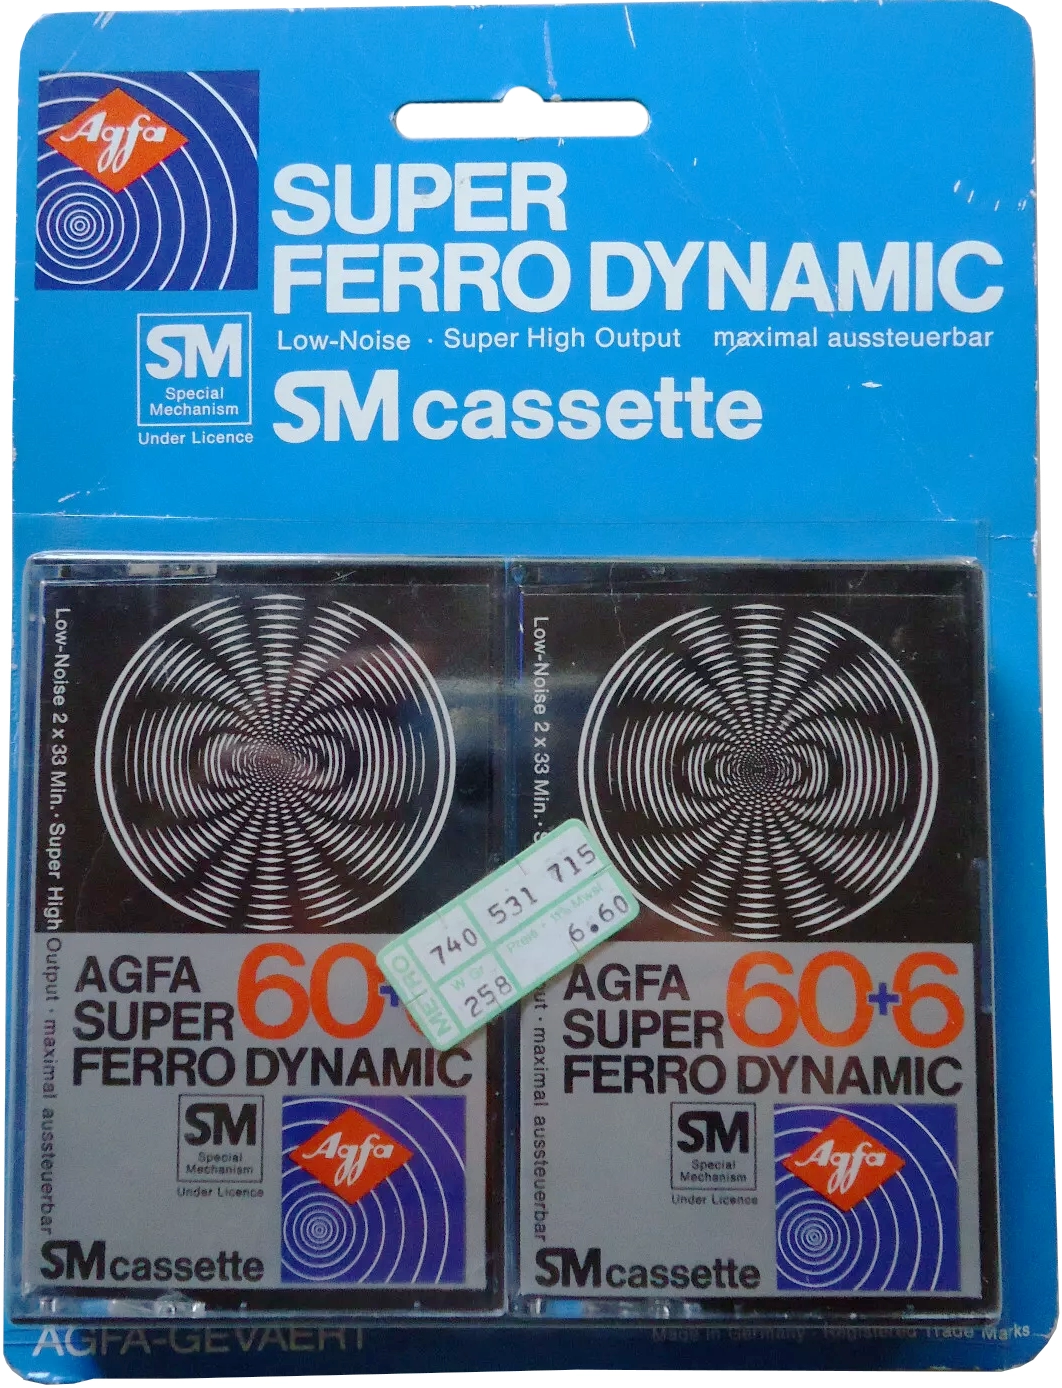 Agfa
SUPER
FERRO DYNAMIC
Low-Noise · Super High Output maximal aussteuerbar
SM
Special
Mechanism
Under Licence
SM cassette
Low-Noise 2 x 33 Min. · Super High Output · maximal aussteuerbar
AGFA 60+
SUPER
FERRO DYNAMIC
SM
Special
Mechanism
Under Licence
Agfa
SM cassette
METRO
740 531 715
W Gr
258
Preis + 11% Mwst
6.60
Low-Noise 2 x 33 Min. · S
ut · maximal aussteuerbar
AGFA 60+6
SUPER
FERRO DYNAMIC
SM
Special
Mechanism
Under Licence
Agfa
SM cassette
AGFA-GEVAERT
Made in Germany · Registered Trade Marks